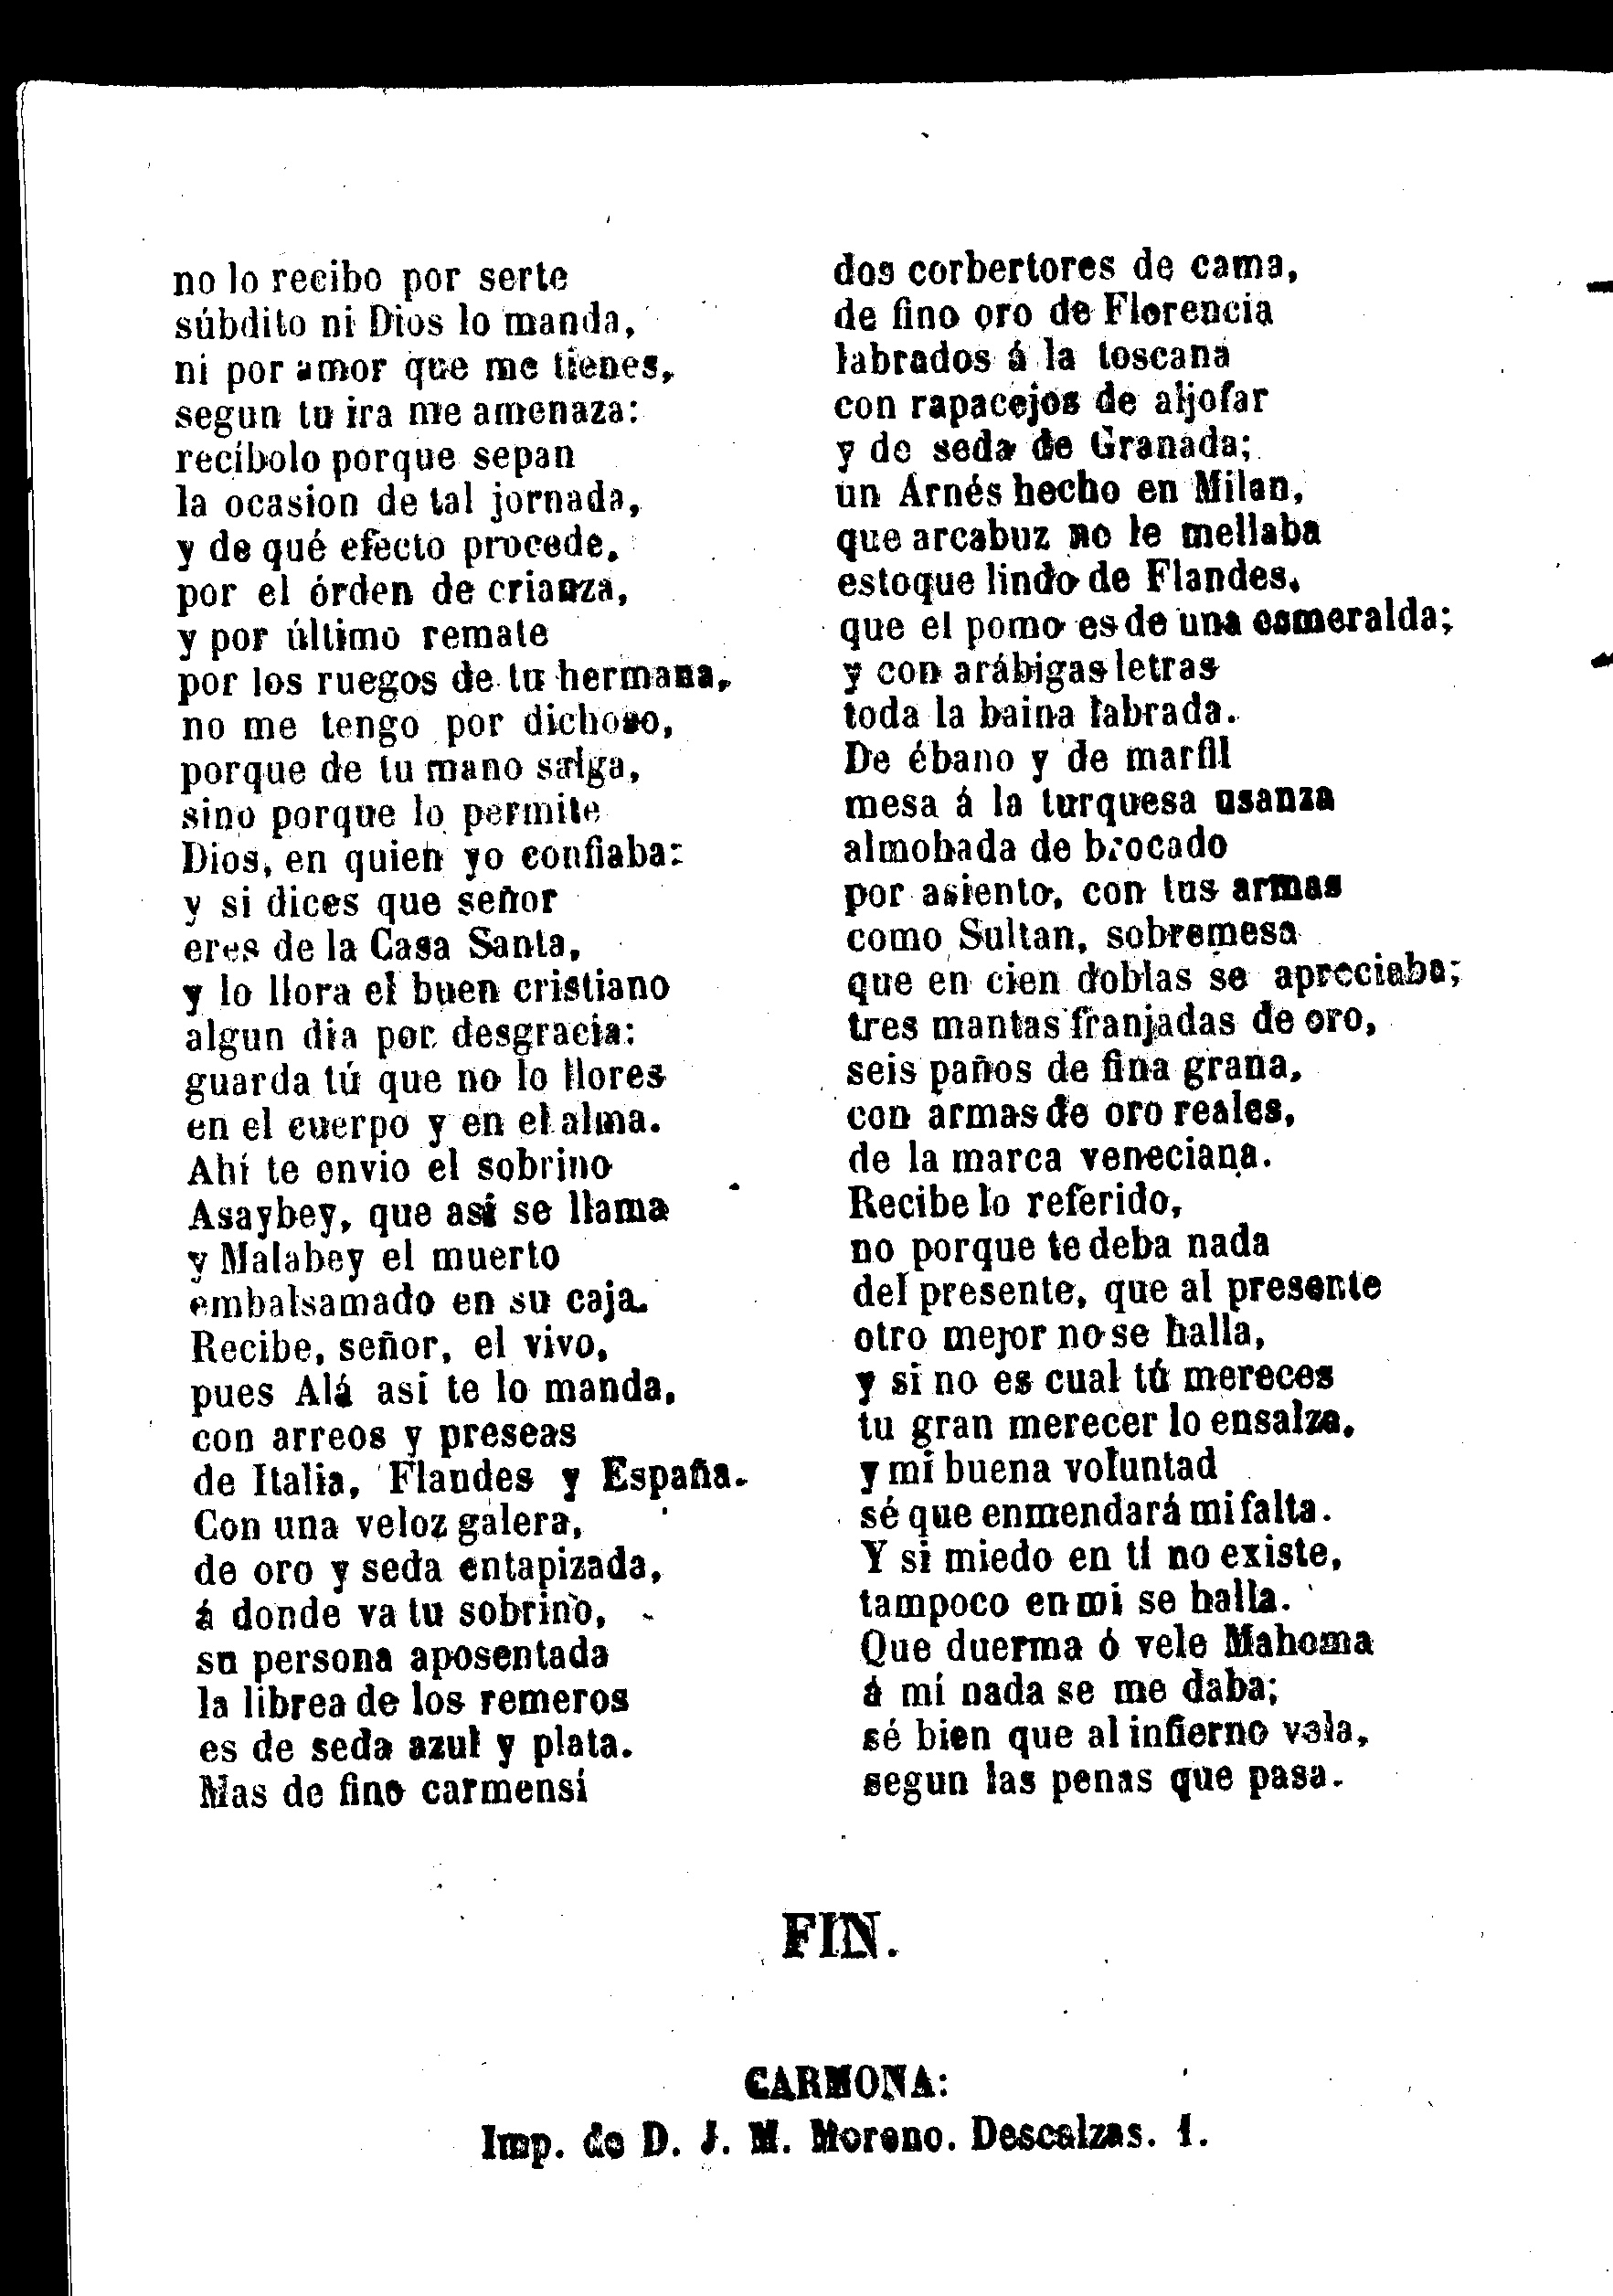 no lo recibo por serte
súbdito ni Dios lo manda,
ni por amor que me tienes,
segun tu ira me amenaza:
recíbolo porque sepan
la ocasion de tal jornada,
y de qué efecto procede,
por el órden de crianza,
y por último remate
por los ruegos de tu hermana,
no me tengo por dichoso,
porque de tu mano salga,
sino porque lo permite
Dios, en quien yo confiaba:
y si dices que señor
eres de la Casa Santa,
y lo llora el buen cristiano
algun dia por desgracia:
guarda tú que no lo llores
en el cuerpo y en el alma.
Ahí te envio el sobrino
Asaybey, que así se llama
y Malabey el muerto
embalsamado en su caja.
Recibe, señor, el vivo,
pues Alá asi te lo manda,
con arreos y preseas
de Italia, Flandes y España.
Con una veloz galera,
de oro y seda entapizada,
á donde va tu sobrino,
su persona aposentada
la librea de los remeros
es de seda azul y plata.
Mas de fino carmensí
dos corbertores de cama,
de fino oro de Florencia
labrados á la toscana
con rapacejos de aljofar
y de seda de Granada;
un Arnés hecho en Milan,
que arcabuz no le mellaba
estoque lindo de Flandes,
que el pomo es de una esmeralda;
y con arábigas letras
toda la baina labrada.
De ébano y de marfil
mesa á la turquesa usanza
almohada de brocado
por asiento, con tus armas
como Sultan, sobremesa
que en cien doblas se apreciaba;
tres mantas franjadas de oro,
seis paños de fina grana,
con armas de oro reales,
de la marca veneciana.
Recibe lo referido,
no porque te deba nada
del presente, que al presente
otro mejor no se halla,
y si no es cual tú mereces
tu gran merecer lo ensalza,
y mi buena voluntad
sé que enmendará mi falta.
Y si miedo en ti no existe,
tampoco en mi se halla.
Que duerma ó vele Mahoma
á mí nada se me daba;
sé bien que al infierno vela,
segun las penas que pasa.
FIN.
CARMONA:
Imp. de D. J. M. Moreno. Descalzas. 1.